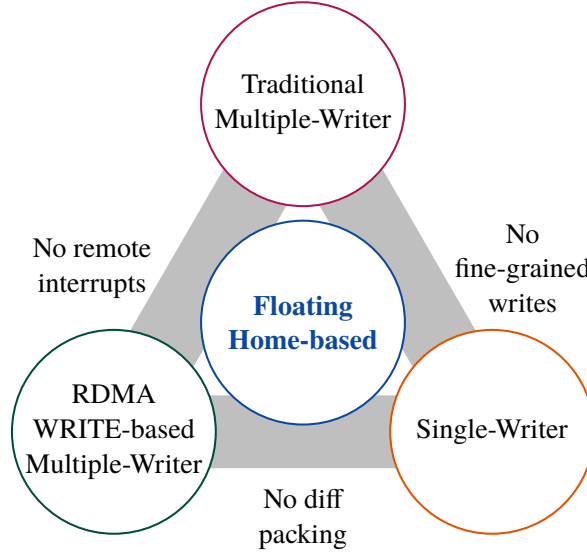 Traditional
Multiple-Writer
No remote
interrupts
No
fine-grained
writes
Floating
Home-based
RDMA
WRITE-based
Multiple-Writer
Single-Writer
No diff
packing